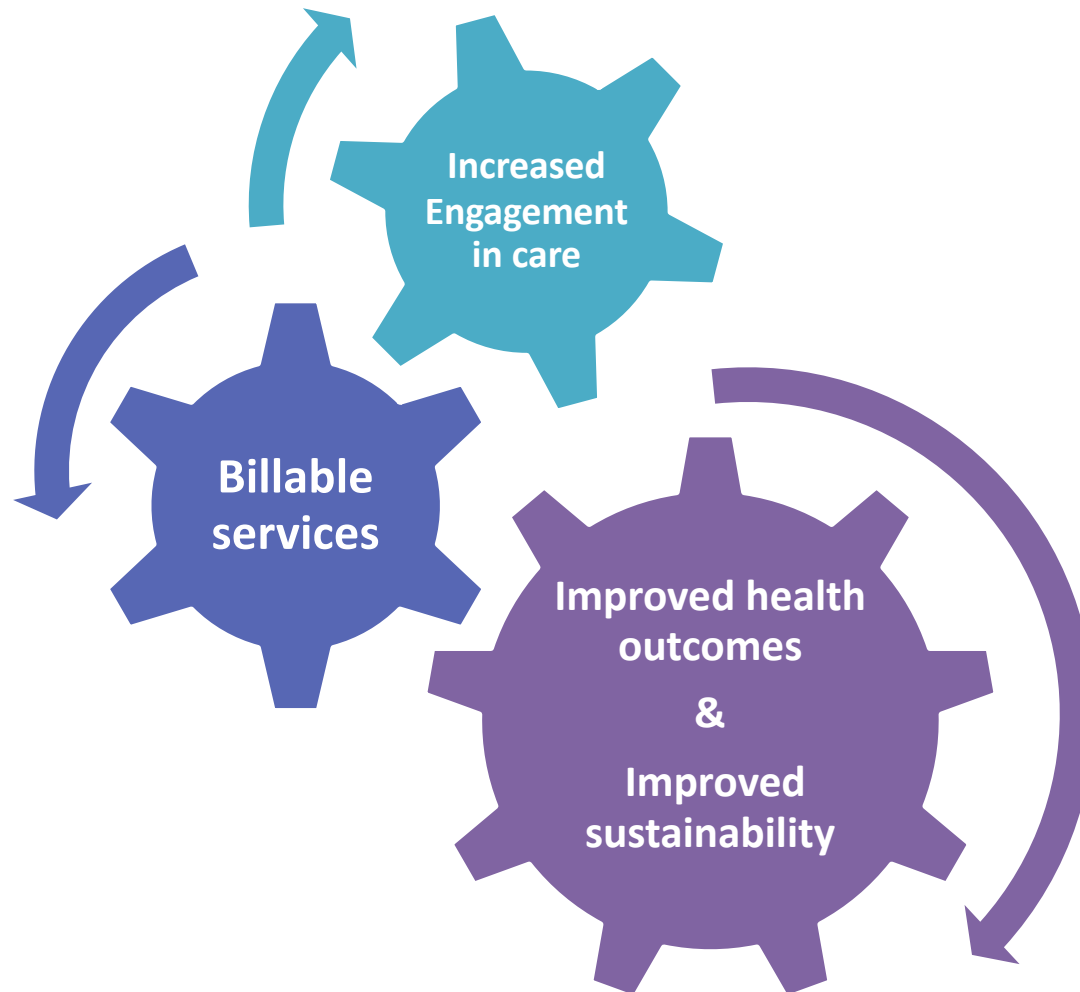 Increased
Engagement
in care
Billable
services
Improved health
outcomes
&
Improved
sustainability